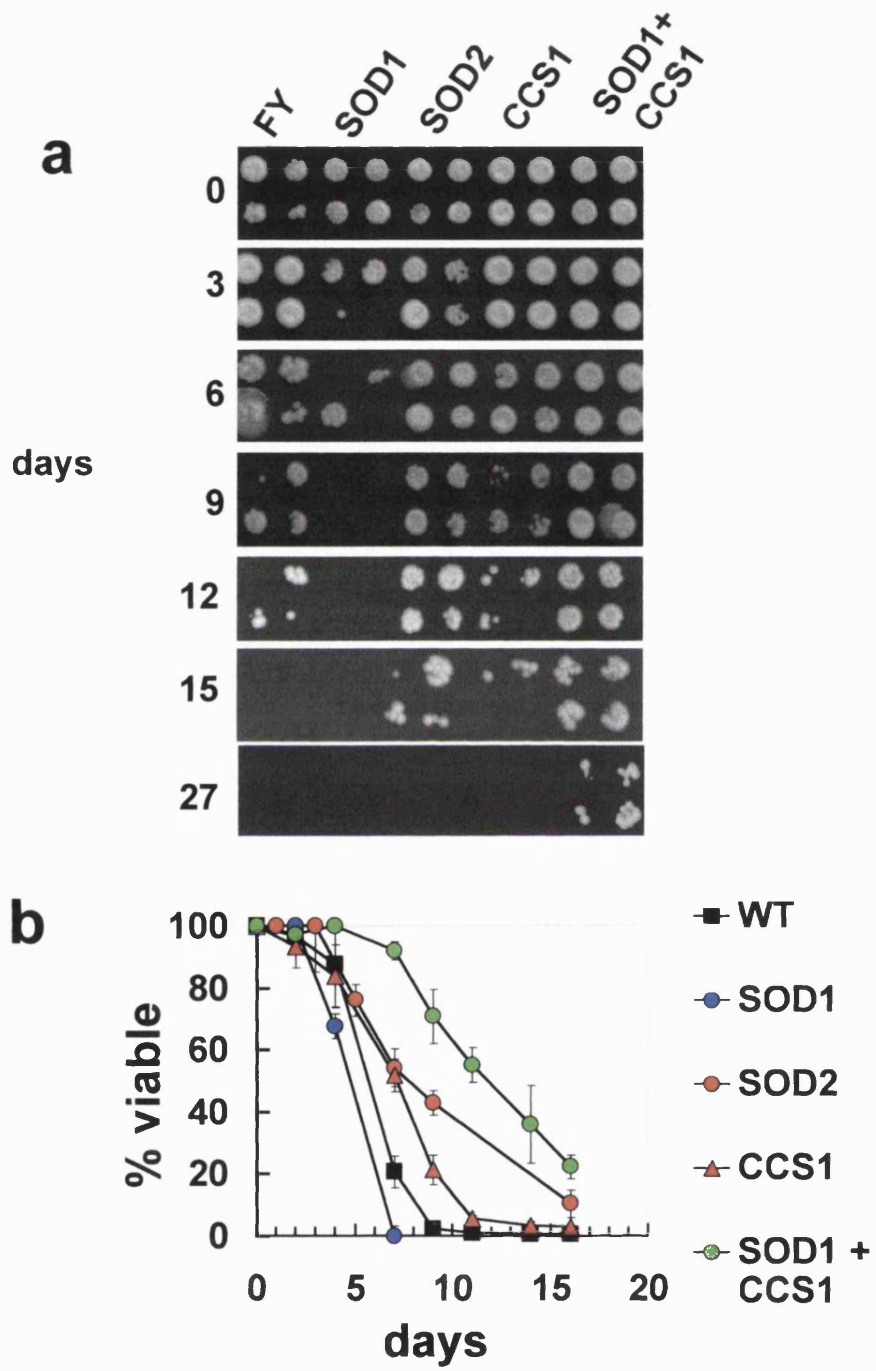 a
FY
SOD1
SOD2
CCS1
SOD1+
CCS1
0
3
6
days
9
12
15
27
b
100
80
60
40
20
0
% viable
0 5 10 15 20
days
WT
SOD1
SOD2
CCS1
SOD1 +
CCS1